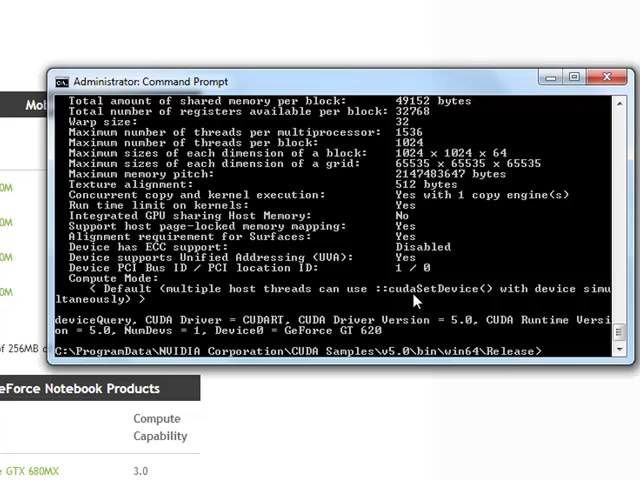 Administrator: Command Prompt
Total amount of shared memory per block: 49152 bytes
Total number of registers available per block: 32768
Warp size: 32
Maximum number of threads per multiprocessor: 1536
Maximum number of threads per block: 1024
Maximum sizes of each dimension of a block: 1024 x 1024 x 64
Maximum sizes of each dimension of a grid: 65535 x 65535 x 65535
Maximum memory pitch: 2147483647 bytes
Texture alignment: 512 bytes
Concurrent copy and kernel execution: Yes with 1 copy engine(s)
Run time limit on kernels: Yes
Integrated GPU sharing Host Memory: No
Support host page-locked memory mapping: Yes
Alignment requirement for Surfaces: Yes
Device has ECC support: Disabled
Device supports Unified Addressing (UVA): Yes
Device PCI Bus ID / PCI location ID: 1 / 0
Compute Mode:
< Default (multiple host threads can use ::cudaSetDevice() with device simu
ltaneously) >
deviceQuery, CUDA Driver = CUDART, CUDA Driver Version = 5.0, CUDA Runtime Versi
on = 5.0, NumDevs = 1, Device0 = GeForce GT 620
C:\ProgramData\NVIDIA Corporation\CUDA Samples\v5.0\bin\win64\Release>
Mob
0M
0M
0M
0M
of 256MB
eForce Notebook Products
Compute
Capability
e GTX 680MX 3.0